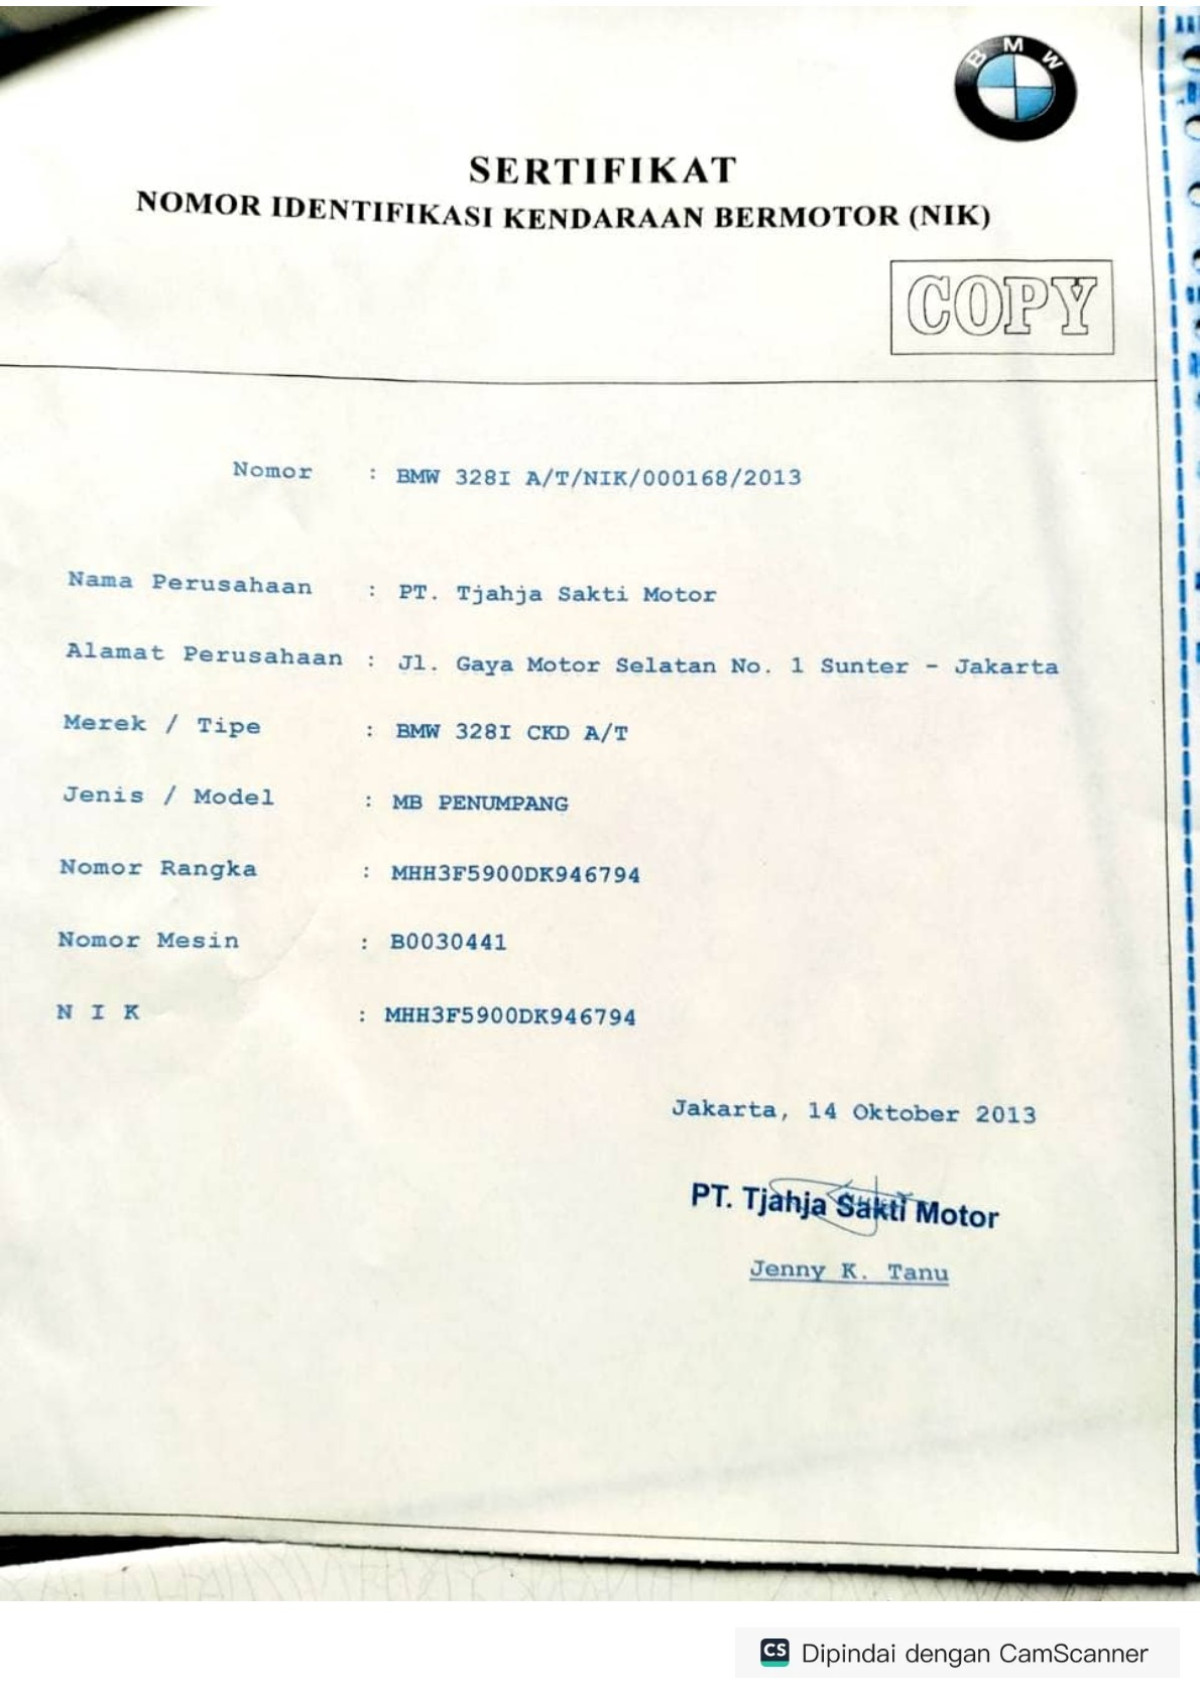 BMW
SERTIFIKAT
NOMOR IDENTIFIKASI KENDARAAN BERMOTOR (NIK)
COPY
Nomor : BMW 328I A/T/NIK/000168/2013
Nama Perusahaan : PT. Tjahja Sakti Motor
Alamat Perusahaan : Jl. Gaya Motor Selatan No. 1 Sunter - Jakarta
Merek / Tipe : BMW 328I CKD A/T
Jenis / Model : MB PENUMPANG
Nomor Rangka : MHH3F5900DK946794
Nomor Mesin : B0030441
N I K : MHH3F5900DK946794
Jakarta, 14 Oktober 2013
PT. Tjahja Sakti Motor
Jenny K. Tanu
CS Dipindai dengan CamScanner